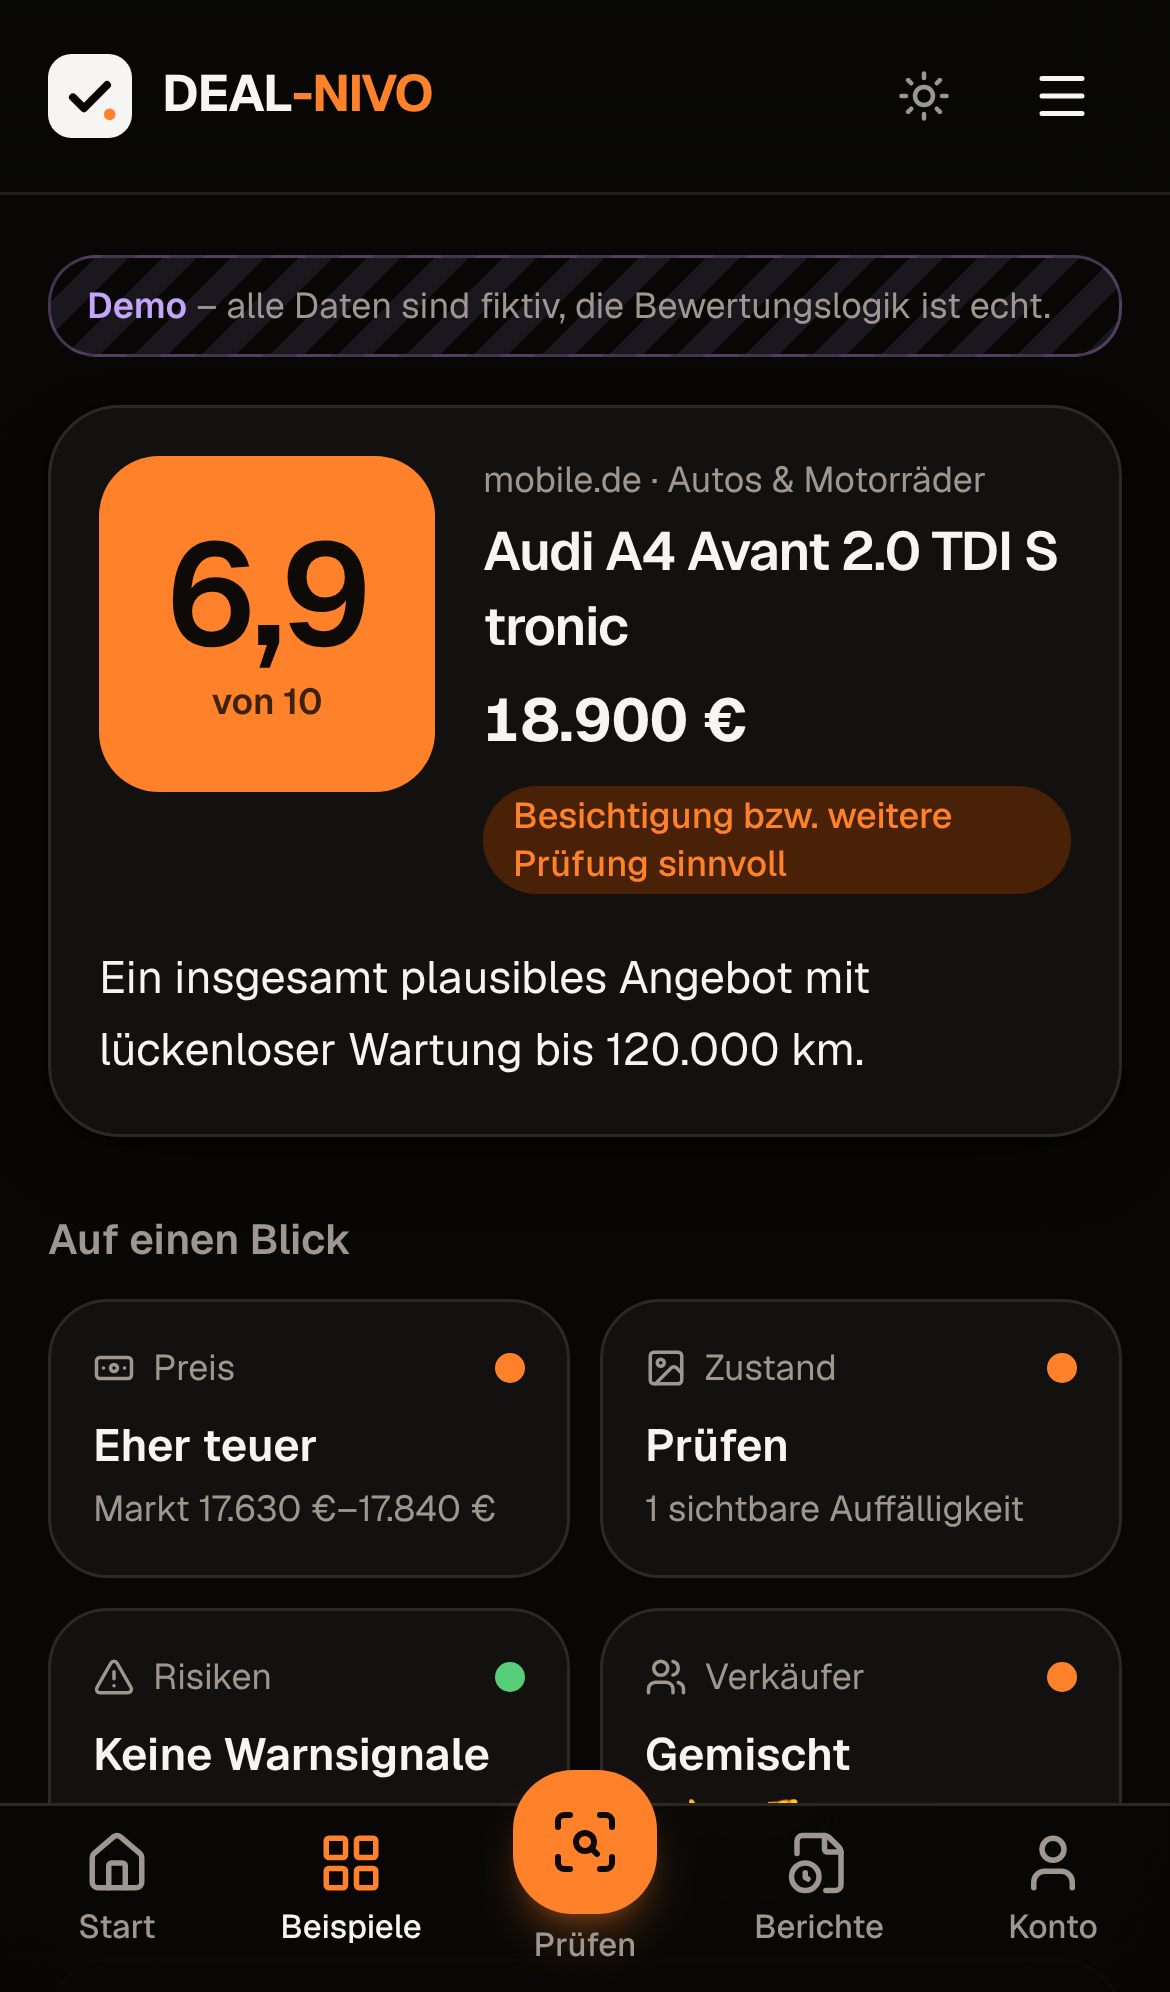 DEAL-NIVO
Demo – alle Daten sind fiktiv, die Bewertungslogik ist echt.
6,9
von 10
mobile.de · Autos & Motorräder
Audi A4 Avant 2.0 TDI S
tronic
18.900 €
Besichtigung bzw. weitere
Prüfung sinnvoll
Ein insgesamt plausibles Angebot mit
lückenloser Wartung bis 120.000 km.
Auf einen Blick
Preis
Eher teuer
Markt 17.630 €–17.840 €
Zustand
Prüfen
1 sichtbare Auffälligkeit
Risiken
Keine Warnsignale
Verkäufer
Gemischt
Start
Beispiele
Prüfen
Berichte
Konto